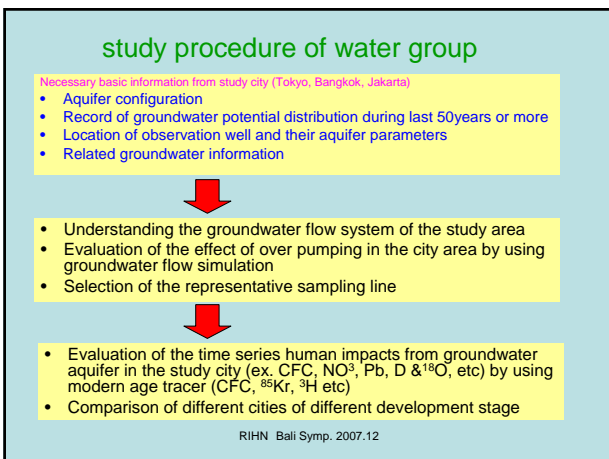 study procedure of water group
Necessary basic information from study city (Tokyo, Bangkok, Jakarta)
• Aquifer configuration
• Record of groundwater potential distribution during last 50years or more
• Location of observation well and their aquifer parameters
• Related groundwater information
• Understanding the groundwater flow system of the study area
• Evaluation of the effect of over pumping in the city area by using
groundwater flow simulation
• Selection of the representative sampling line
• Evaluation of the time series human impacts from groundwater
aquifer in the study city (ex. CFC, NO³, Pb, D &¹⁸O, etc) by using
modern age tracer (CFC, ⁸⁵Kr, ³H etc)
• Comparison of different cities of different development stage
RIHN Bali Symp. 2007.12